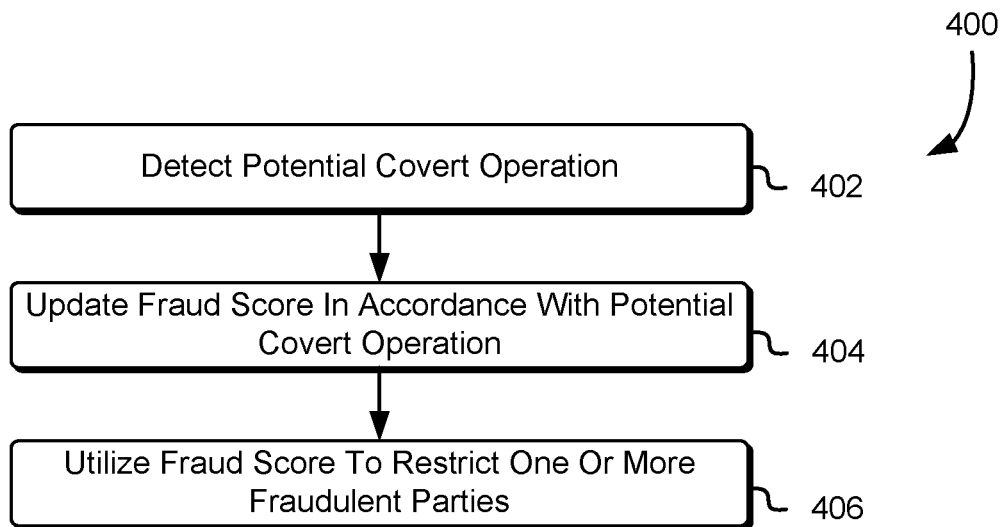 400
Detect Potential Covert Operation
402
Update Fraud Score In Accordance With Potential
Covert Operation
404
Utilize Fraud Score To Restrict One Or More
Fraudulent Parties
406